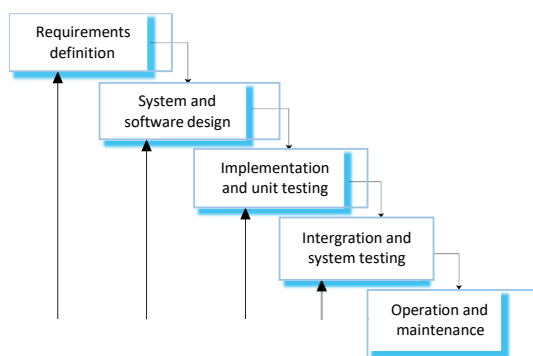 Requirements
definition
System and
software design
Implementation
and unit testing
Intergration and
system testing
Operation and
maintenance